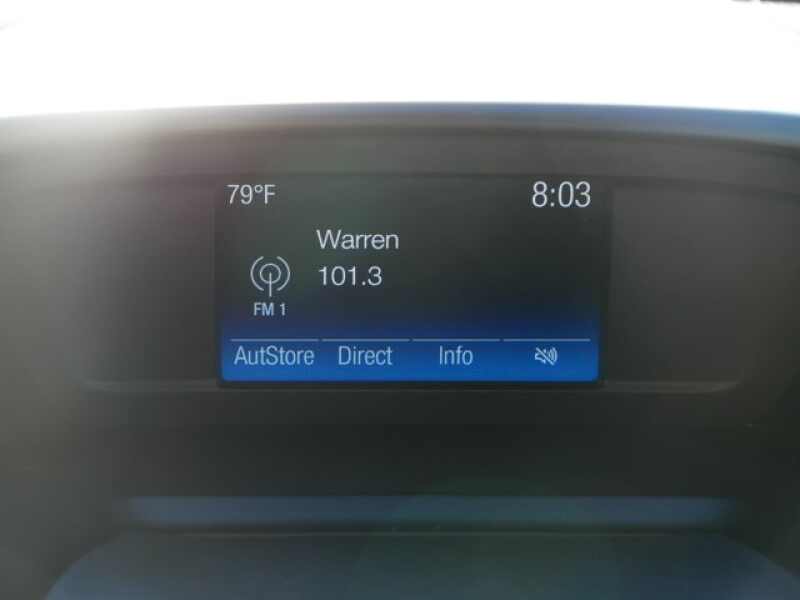 79°F 8:03
Warren
101.3
FM 1
AutStore Direct Info